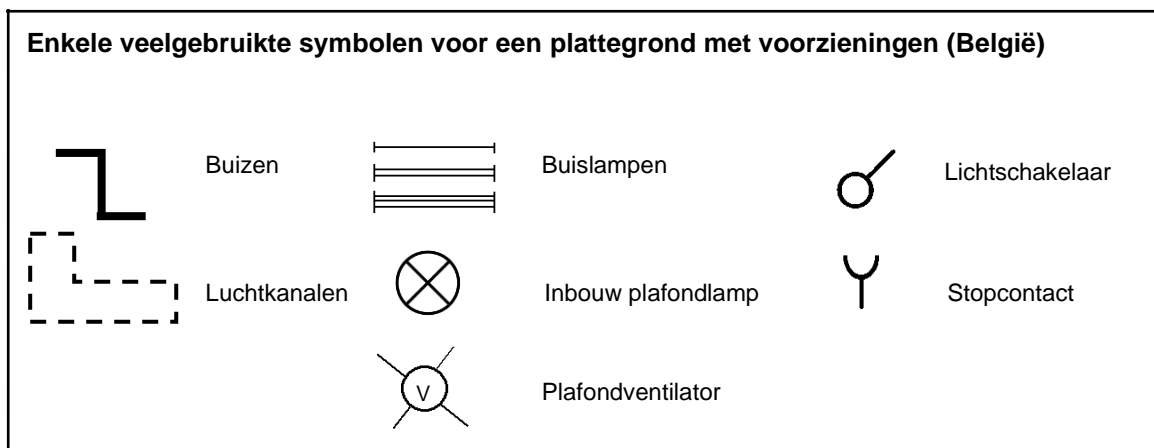 Enkele veelgebruikte symbolen voor een plattegrond met voorzieningen (België)
Buizen
Buislampen
Lichtschakelaar
Luchtkanalen
Inbouw plafondlamp
Stopcontact
V
Plafondventilator